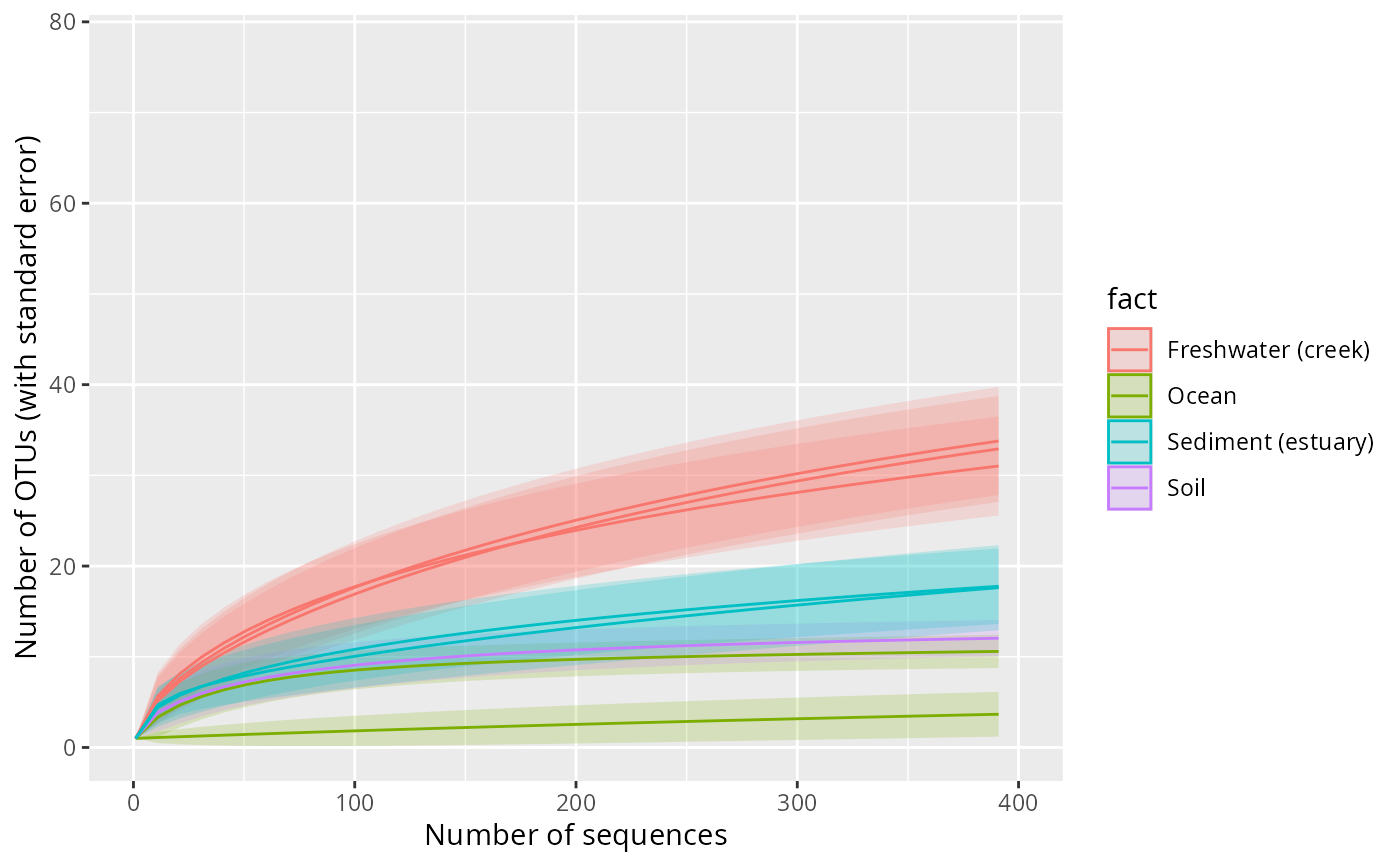 80
60
40
20
0
Number of OTUs (with standard error)
0 100 200 300 400
Number of sequences
fact
Freshwater (creek)
Ocean
Sediment (estuary)
Soil